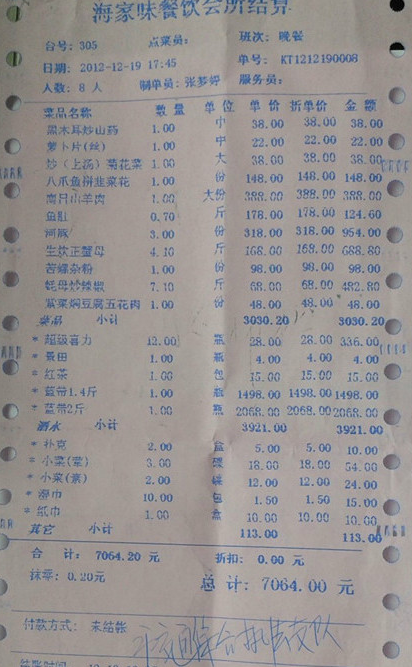 海家味餐饮会所结算
台号: 305 点菜员: 班次: 晚餐
日期: 2012-12-19 17:45 单号: KT1212190008
人数: 8 人 制单员: 张梦婷 服务员:
菜品名称 数 量 单 位 单 价 折单价 金 额
黑木耳炒山药 1.00 中 38.00 38.00 38.00
萝卜片(丝) 1.00 中 22.00 22.00 22.00
炒（上汤）菊花菜 1.00 大 38.00 38.00 38.00
八爪鱼拼韭菜花 1.00 份 148.00 148.00 148.00
南吕山羊肉 1.00 大份 388.00 388.00 388.00
鱼缸 0.70 斤 178.00 178.00 124.60
河豚 3.00 份 318.00 318.00 954.00
生炊正蟹母 4.10 斤 168.00 168.00 688.80
苦螺杂粉 1.00 份 98.00 98.00 98.00
蚝母炒辣椒 7.10 斤 68.00 68.00 482.80
紫菜焖豆腐五花肉 1.00 份 48.00 48.00 48.00
菜品 小计 3030.20 3030.20
* 超级喜力 12.00 瓶 28.00 28.00 336.00
* 景田 1.00 瓶 4.00 4.00 4.00
* 红茶 1.00 包 15.00 15.00 15.00
* 蓝带1.4斤 1.00 瓶 1498.00 1498.00 1498.00
* 蓝带2斤 1.00 瓶 2068.00 2068.00 2068.00
酒水 小计 3921.00 3921.00
* 扑克 2.00 盒 5.00 5.00 10.00
* 小菜(荤) 3.00 碟 18.00 18.00 54.00
* 小菜(素) 2.00 碟 12.00 12.00 24.00
* 湿巾 10.00 包 1.50 1.50 15.00
* 纸巾 1.00 盒 10.00 10.00 10.00
其它 小计 113.00 113.00
合 计: 7064.20 元 折扣: 0.00 元
抹零: 0.20元 总 计: 7064.00 元
付款方式: 未结帐
综合执法支队